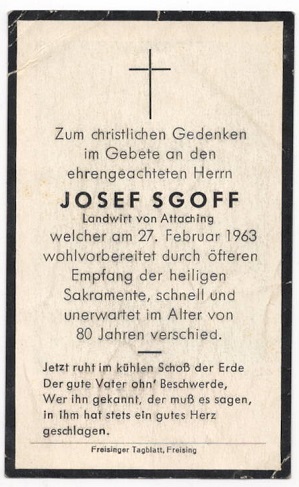 Zum christlichen Gedenken
im Gebete an den
ehrengeachteten Herrn
JOSEF SGOFF
Landwirt von Attaching
welcher am 27. Februar 1963
wohlvorbereitet durch öfteren
Empfang der heiligen
Sakramente, schnell und
unerwartet im Alter von
80 Jahren verschied.
Jetzt ruht im kühlen Schoß der Erde
Der gute Vater ohn' Beschwerde,
Wer ihn gekannt, der muß es sagen,
in ihm hat stets ein gutes Herz
geschlagen.
Freisinger Tagblatt, Freising